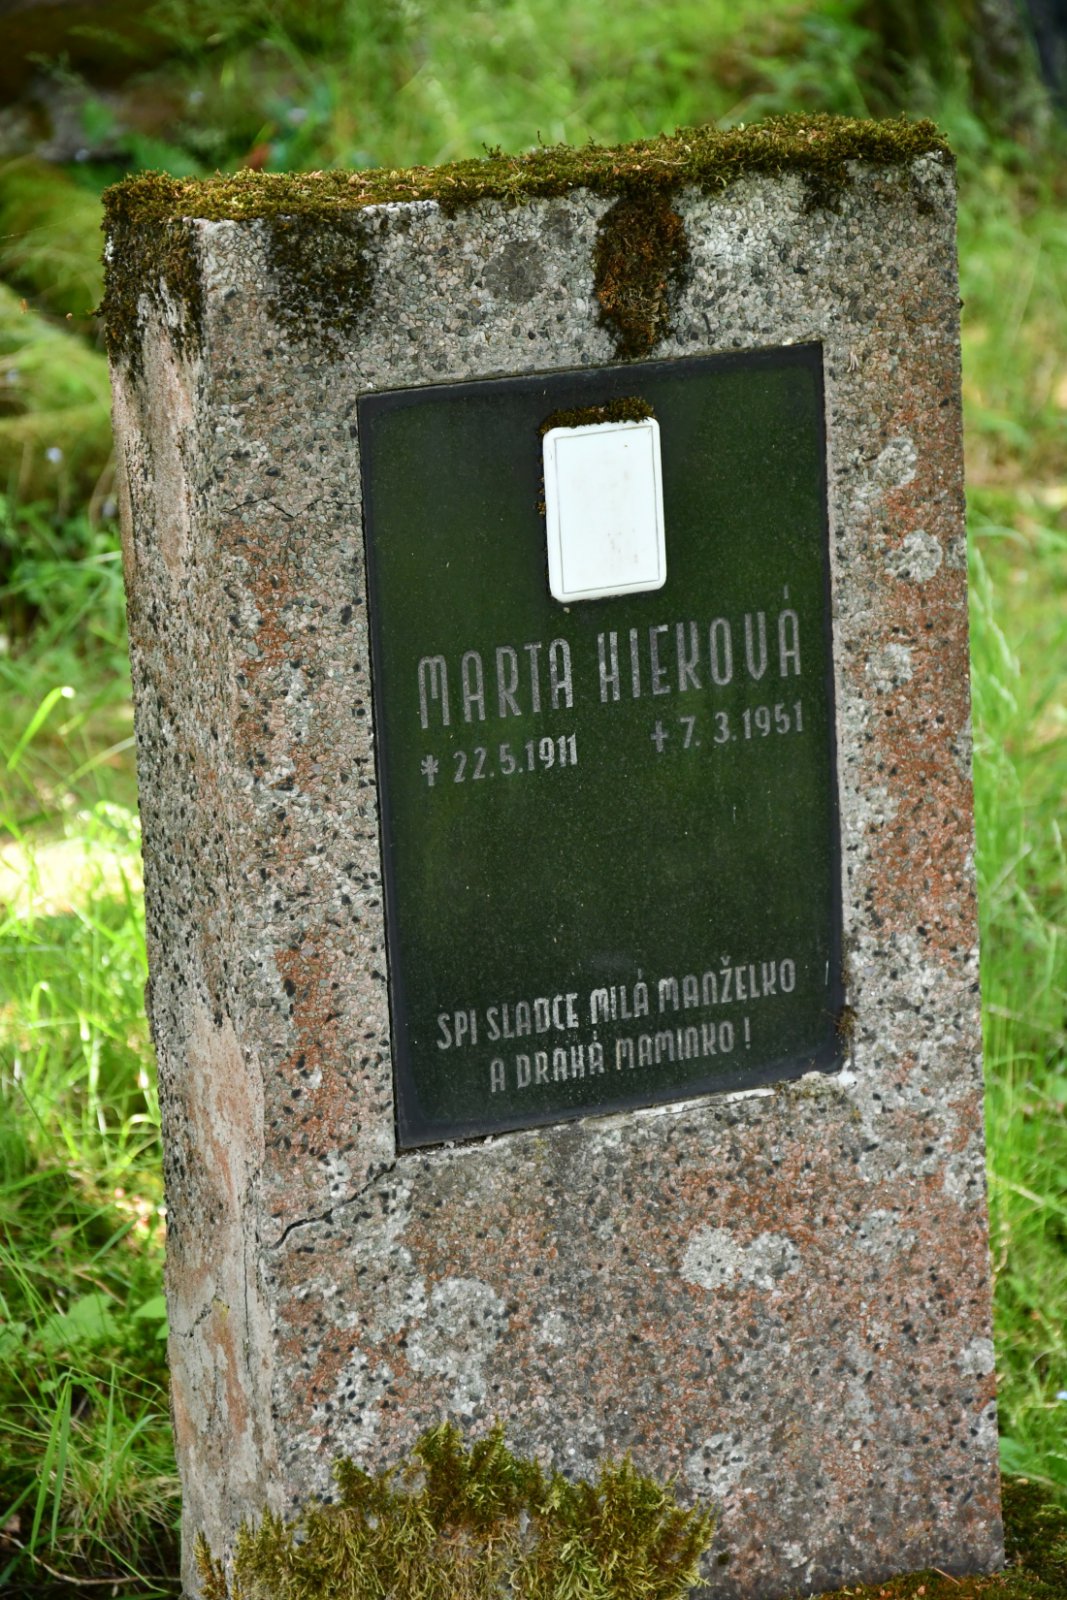 MARTA HIEKOVÁ
* 22.5.1911 + 7. 3. 1951
SPI SLADCE MILÁ MANŽELKO
A DRAHÁ MAMINKO!